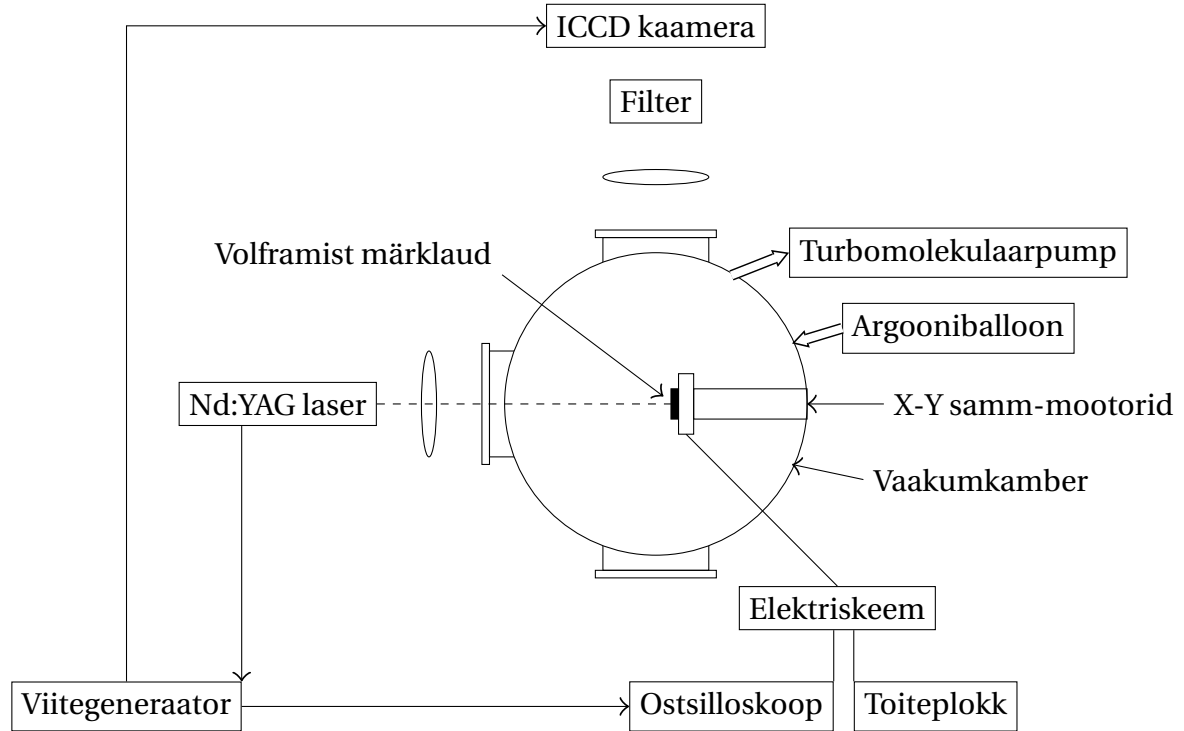 ICCD kaamera
Filter
Volframist märklaud
Turbomolekulaarpump
Argooniballoon
Nd:YAG laser
X-Y samm-mootorid
Vaakumkamber
Elektriskeem
Viitegeneraator
Ostsilloskoop
Toiteplokk